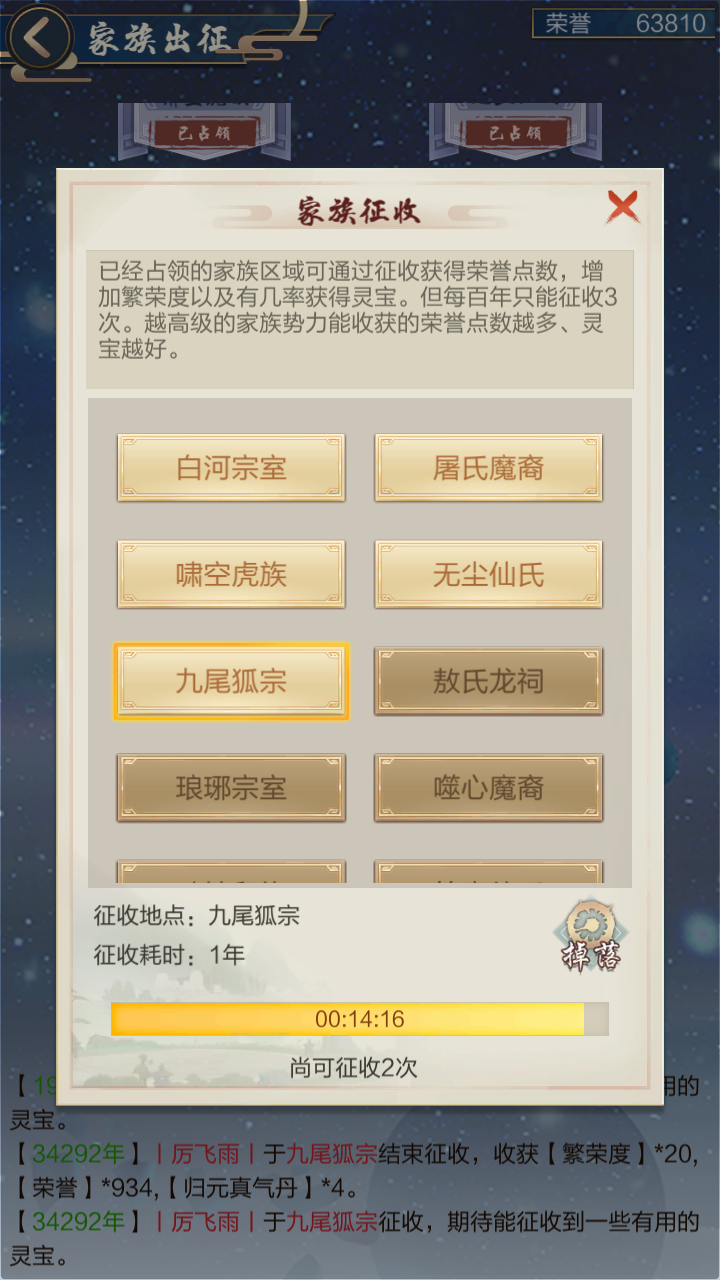 家族出征
荣誉 63810
已占领 已占领
家族征收
已经占领的家族区域可通过征收获得荣誉点数，增
加繁荣度以及有几率获得灵宝。但每百年只能征收3
次。越高级的家族势力能收获的荣誉点数越多、灵
宝越好。
白河宗室 屠氏魔裔
啸空虎族 无尘仙氏
九尾狐宗 敖氏龙祠
琅琊宗室 噬心魔裔
征收地点：九尾狐宗
征收耗时：1年
掉落
00:14:16
尚可征收2次
用的
灵宝。
【34292年】丨厉飞雨丨于九尾狐宗结束征收，收获【繁荣度】*20,
【荣誉】*934,【归元真气丹】*4。
【34292年】丨厉飞雨丨于九尾狐宗征收，期待能征收到一些有用的
灵宝。